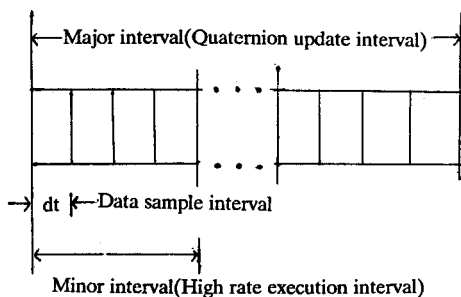 Major interval(Quaternion update interval)
dt
Data sample interval
Minor interval(High rate execution interval)